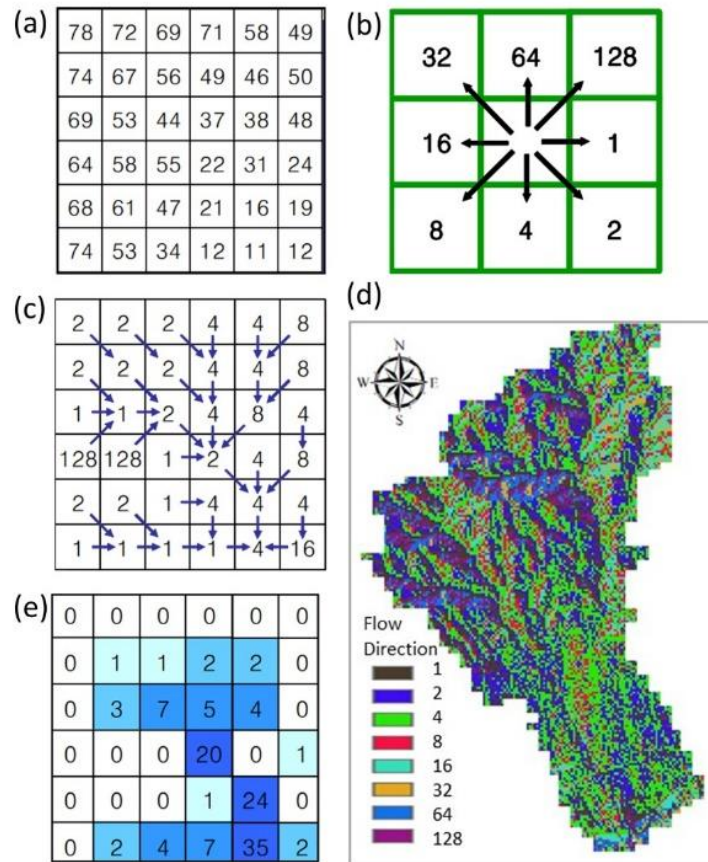 (a)
78 72 69 71 58 49
74 67 56 49 46 50
69 53 44 37 38 48
64 58 55 22 31 24
68 61 47 21 16 19
74 53 34 12 11 12
(b)
32 64 128
16 1
8 4 2
(c)
2 2 2 4 4 8
2 2 2 4 4 8
1 1 2 4 8 4
128 128 1 2 4 8
2 2 1 4 4 4
1 1 1 1 4 16
(d)
N
W E
S
Flow
Direction
1
2
4
8
16
32
64
128
(e)
0 0 0 0 0 0
0 1 1 2 2 0
0 3 7 5 4 0
0 0 0 20 0 1
0 0 0 1 24 0
0 2 4 7 35 2